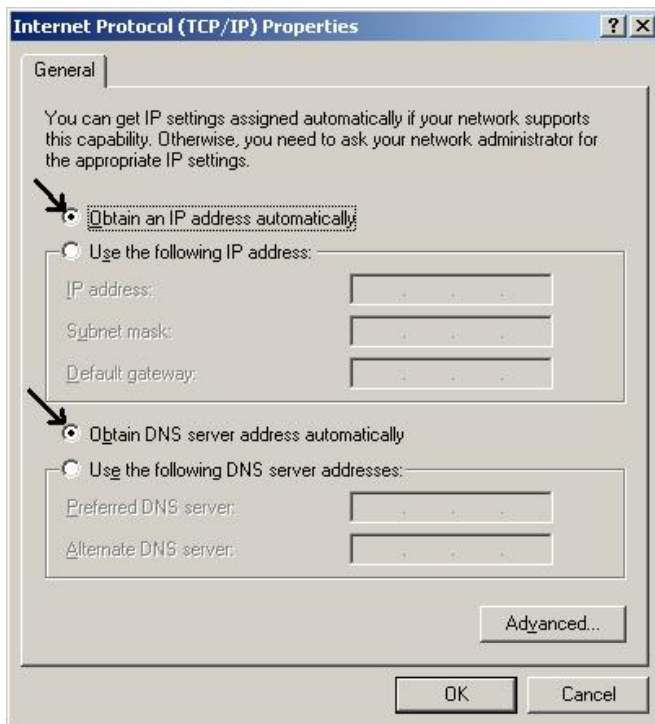 Internet Protocol (TCP/IP) Properties
General
You can get IP settings assigned automatically if your network supports
this capability. Otherwise, you need to ask your network administrator for
the appropriate IP settings.
Obtain an IP address automatically
Use the following IP address:
IP address:
Subnet mask:
Default gateway:
Obtain DNS server address automatically
Use the following DNS server addresses:
Preferred DNS server:
Alternate DNS server:
Advanced...
OK
Cancel